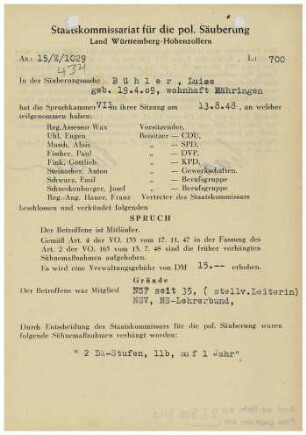 Staatskommissariat für die pol. Säuberung
Land Württemberg-Hohenzollern
Az.: 15/Z/1029 L: 700
In der Säuberungssache B ü h l e r , Luise
geb. 19.4.09, wohnhaft Mühringen
hat die Spruchkammer VII in ihrer Sitzung am 13.8.48, an welcher
teilgenommen haben:
Reg.Assessor Wax Vorsitzender,
Uhl, Eugen Beisitzer — CDU,
Munch, Alois „ — SPD,
Fischer, Paul „ — DVP,
Fink, Gottlieb „ — KPD,
Steinacher, Anton „ — Gewerkschaften,
Schwarz, Emil „ — Berufsgruppe
Schneckenburger, Josef „ — Berufsgruppe
Reg.-Ang. Hauer, Franz Vertreter des Staatskommissars
beschlossen und verkündet folgenden
SPRUCH
Der Betroffene ist Mitläufer.
Gemäß Art. 4 der VO. 133 vom 17. 11. 47 in der Fassung des
Art. 2 der VO. 165 vom 13. 7. 48 sind die früher verhängten
Sühnemaßnahmen aufgehoben.
Es wird eine Verwaltungsgebühr von DM 15.-- erhoben.
Gründe
Der Betroffene war Mitglied NSF seit 35, ( stellv.Leiterin)
NSV, NS-Lehrerbund,
Durch Entscheidung des Staatskommissars für die pol. Säuberung waren
folgende Sühnemaßnahmen verhängt worden:
" 2 DA-Stufen, 11b, auf 1 Jahr"